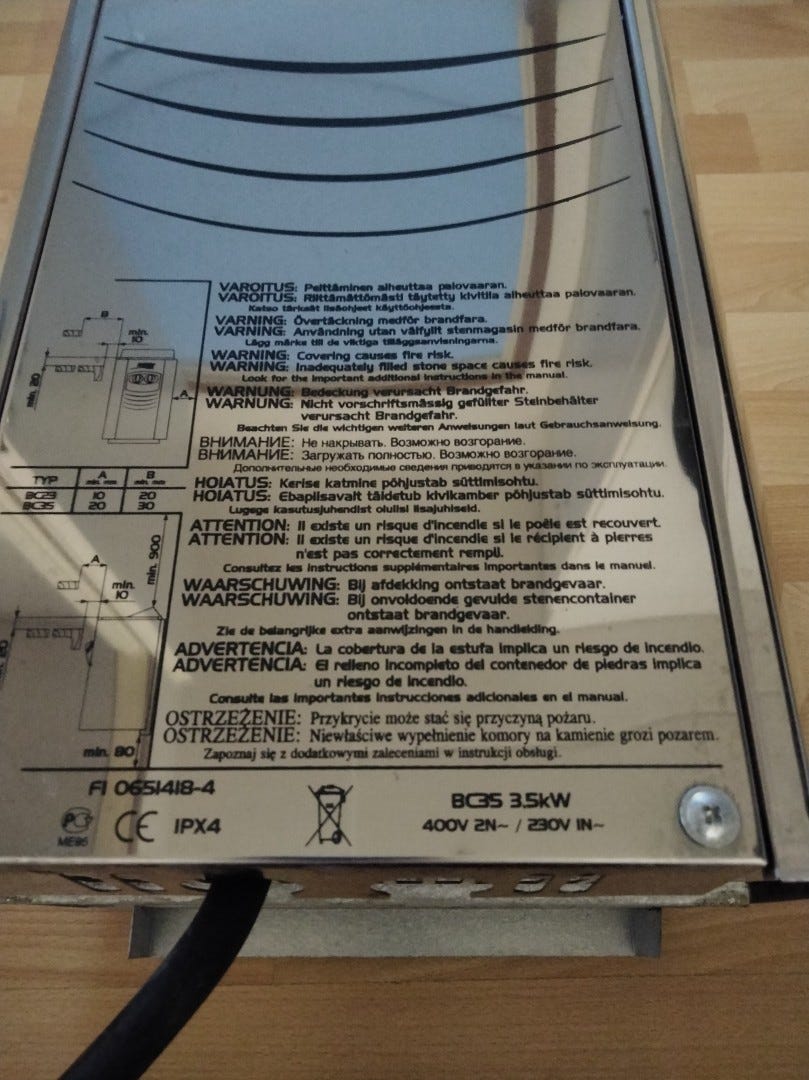 VAROITUS: Peittäminen aiheuttaa palovaaran.
VAROITUS: Riittämättömästi täytetty kivitila aiheuttaa palovaaran.
Katso tärkeät lisäohjeet käyttöohjeesta.
VARNING: Övertäckning medför brandfara.
VARNING: Användning utan välfyllt stenmagasin medför brandfara.
Lägg märke till de viktiga tilläggsanvisningarna.
WARNING: Covering causes fire risk.
WARNING: Inadequately filled stone space causes fire risk.
Look for the important additional instructions in the manual.
WARNUNG: Bedeckung verursacht Brandgefahr.
WARNUNG: Nicht vorschriftsmässig gefüllter Steinbehälter
verursacht Brandgefahr.
Beachten Sie die wichtigen weiteren Anweisungen laut Gebrauchsanweisung.
ВНИМАНИЕ: Не накрывать. Возможно возгорание.
ВНИМАНИЕ: Загружать полностью. Возможно возгорание.
Дополнительные необходимые сведения приводятся в указании по эксплуатации.
HOIATUS: Kerise katmine põhjustab süttimisohtu.
HOIATUS: Ebapiisavalt täidetub kivikamber põhjustab süttimisohtu.
Lugege kasutusjuhendist olulisi lisajuhiseid.
ATTENTION: Il existe un risque d'incendie si le poêle est recouvert.
ATTENTION: Il existe un risque d'incendie si le récipient à pierres
n'est pas correctement rempli.
Consultez les instructions supplémentaires importantes dans le manuel.
WAARSCHUWING: Bij afdekking ontstaat brandgevaar.
WAARSCHUWING: Bij onvoldoende gevulde stenencontainer
ontstaat brandgevaar.
Zie de belangrijke extra aanwijzingen in de handleiding.
ADVERTENCIA: La cobertura de la estufa implica un riesgo de incendio.
ADVERTENCIA: El relleno incompleto del contenedor de piedras implica
un riesgo de incendio.
Consulte las importantes instrucciones adicionales en el manual.
OSTRZEŻENIE: Przykrycie może stać się przyczyną pożaru.
OSTRZEŻENIE: Niewłaściwe wypełnienie komory na kamienie grozi pozarem.
Zapoznaj się z dodatkowymi zaleceniami w instrukcji obsługi.
B
min.
10
min. 20
A
TYP A min. mm B min. mm
BC23 10 20
BC35 20 30
A
min. 900
min.
10
min. 80
FI 0651418-4
ME95
CE IPX4
BC35 3.5kW
400V 2N~ / 230V 1N~